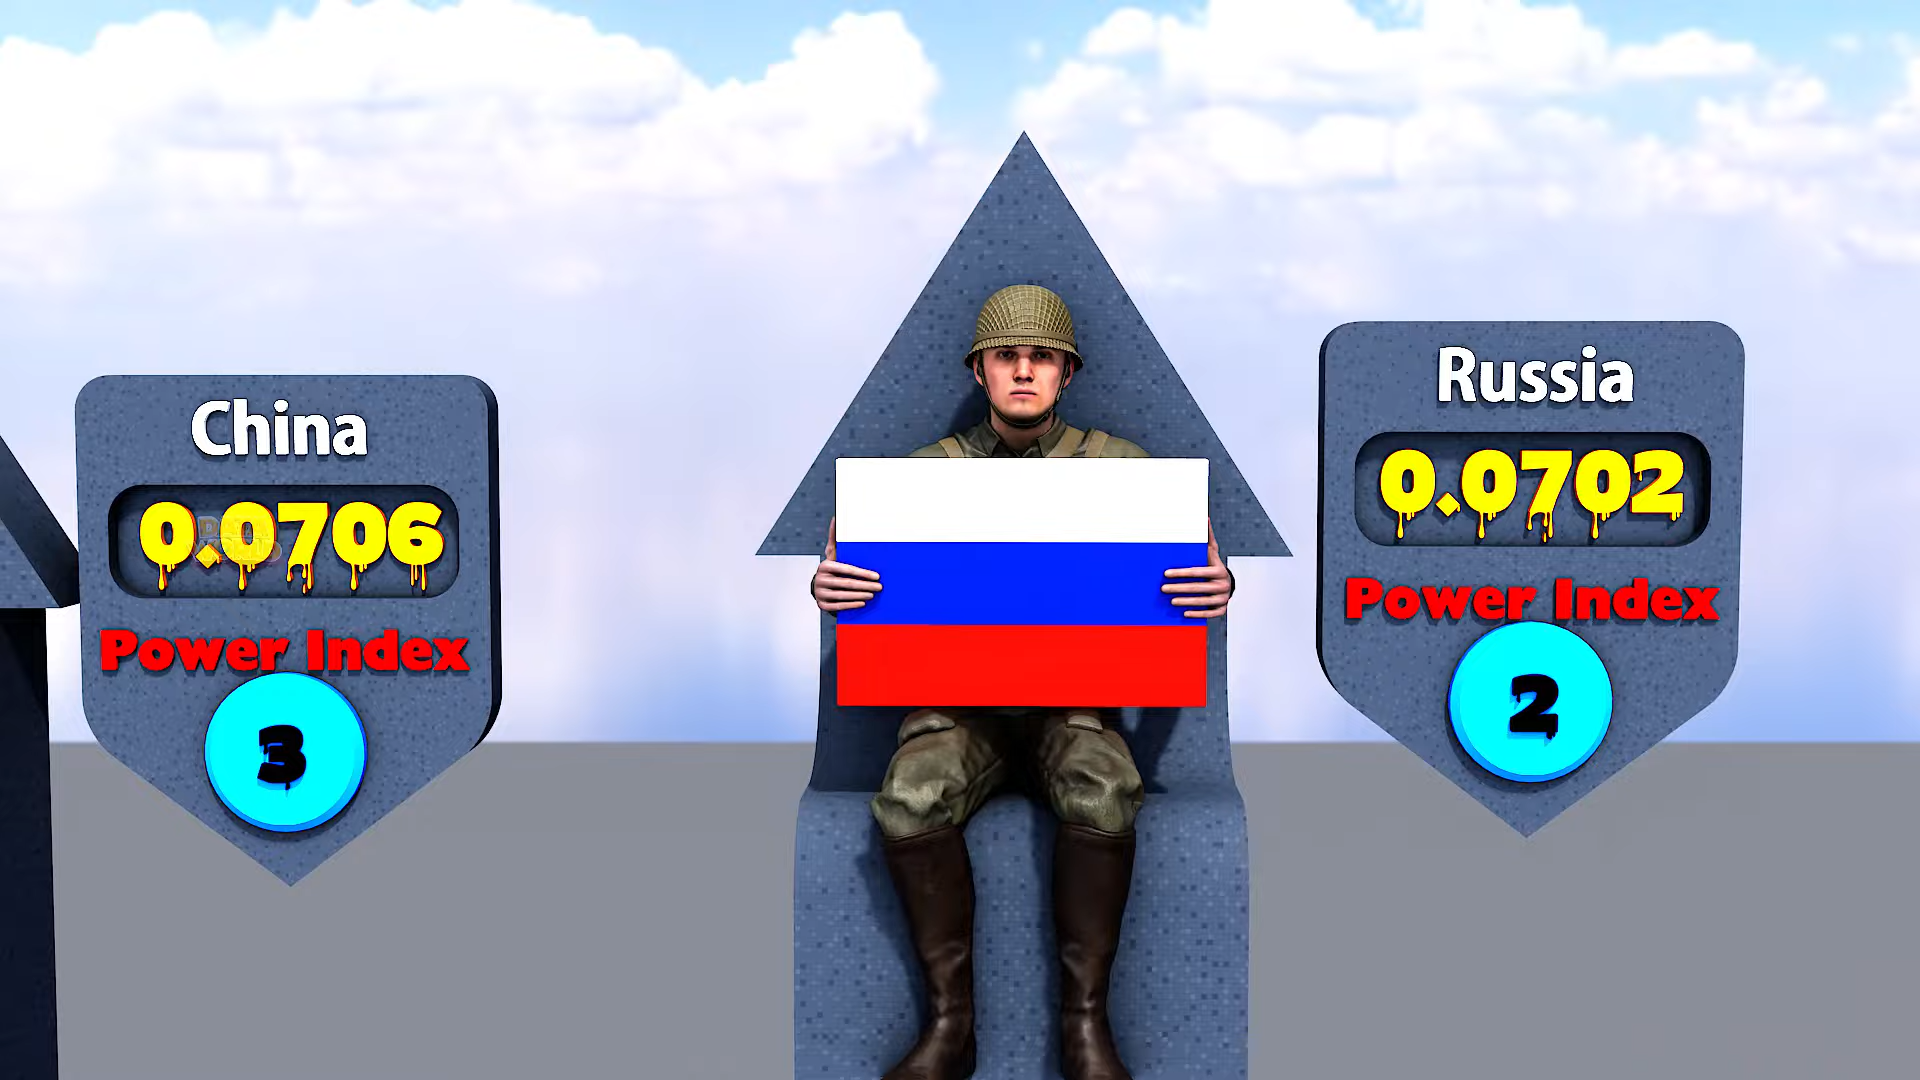 China
0.0706
Power Index
3
Russia
0.0702
Power Index
2